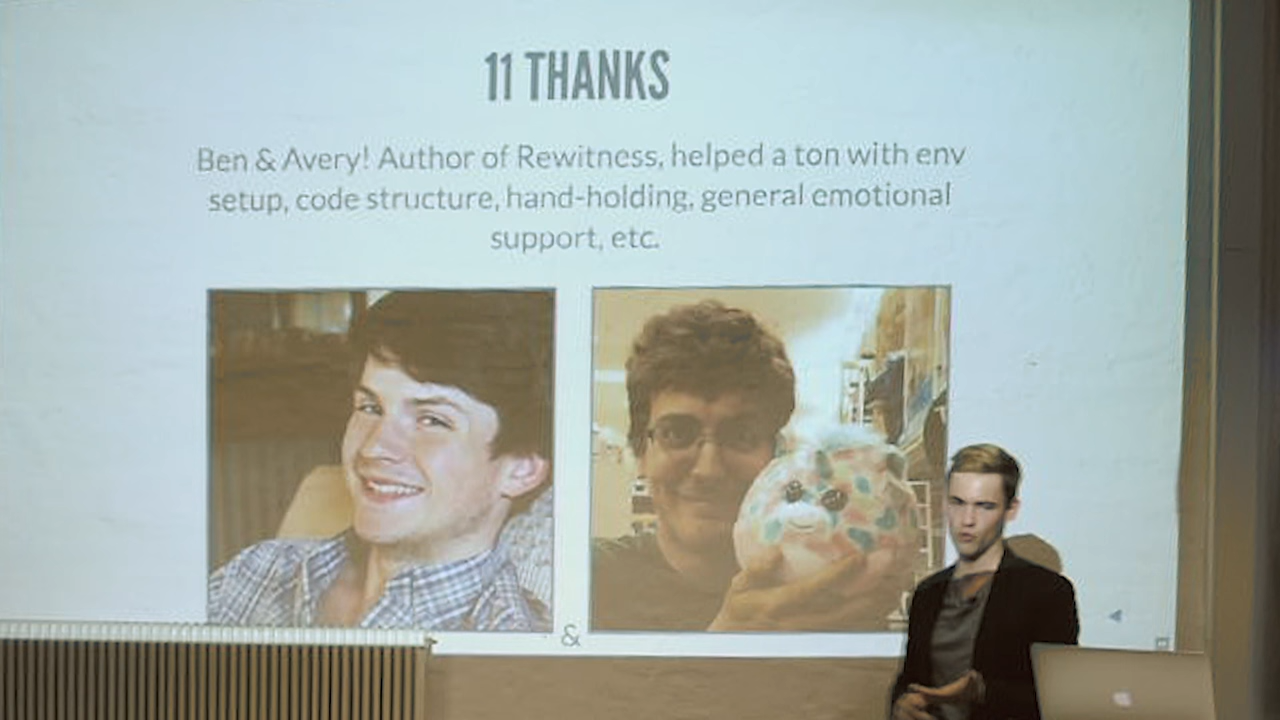 11 THANKS
Ben & Avery! Author of Rewitness, helped a ton with env
setup, code structure, hand-holding, general emotional
support, etc.
&